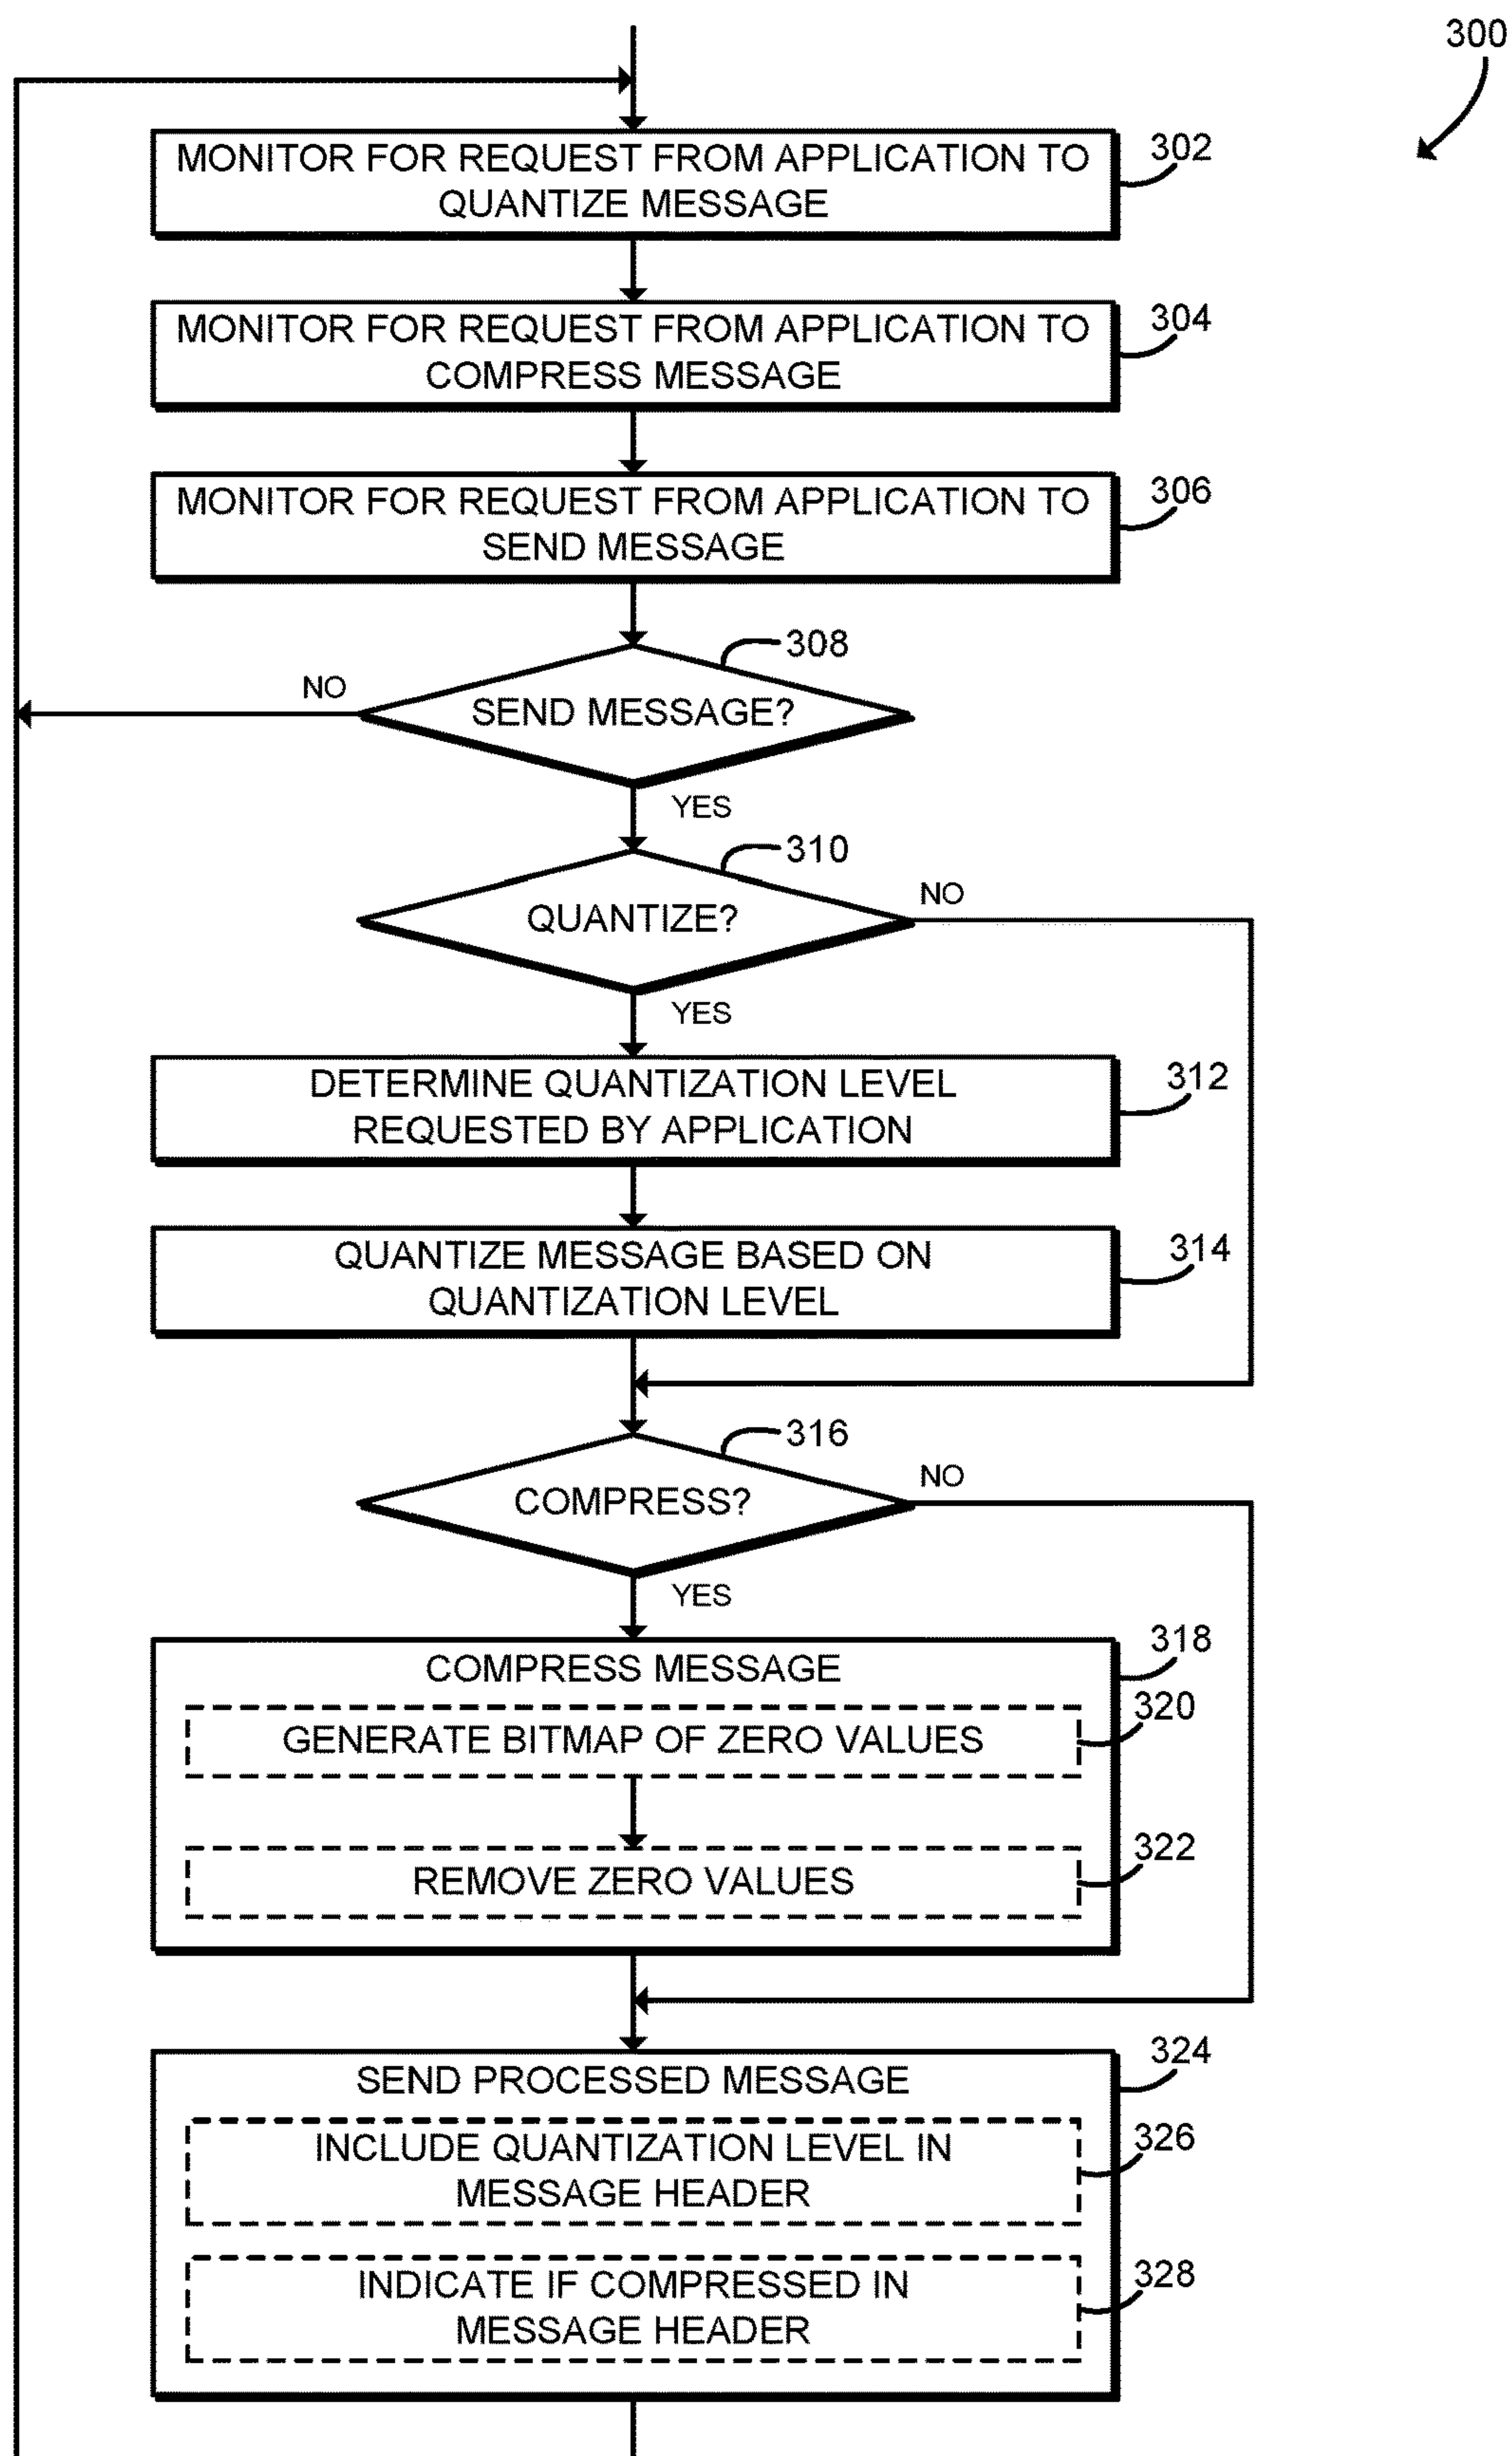 300
MONITOR FOR REQUEST FROM APPLICATION TO
QUANTIZE MESSAGE
302
MONITOR FOR REQUEST FROM APPLICATION TO
COMPRESS MESSAGE
304
MONITOR FOR REQUEST FROM APPLICATION TO
SEND MESSAGE
306
308
NO
SEND MESSAGE?
YES
310
QUANTIZE?
NO
YES
DETERMINE QUANTIZATION LEVEL
REQUESTED BY APPLICATION
312
QUANTIZE MESSAGE BASED ON
QUANTIZATION LEVEL
314
316
COMPRESS?
NO
YES
COMPRESS MESSAGE
318
GENERATE BITMAP OF ZERO VALUES
320
REMOVE ZERO VALUES
322
SEND PROCESSED MESSAGE
324
INCLUDE QUANTIZATION LEVEL IN
MESSAGE HEADER
326
INDICATE IF COMPRESSED IN
MESSAGE HEADER
328